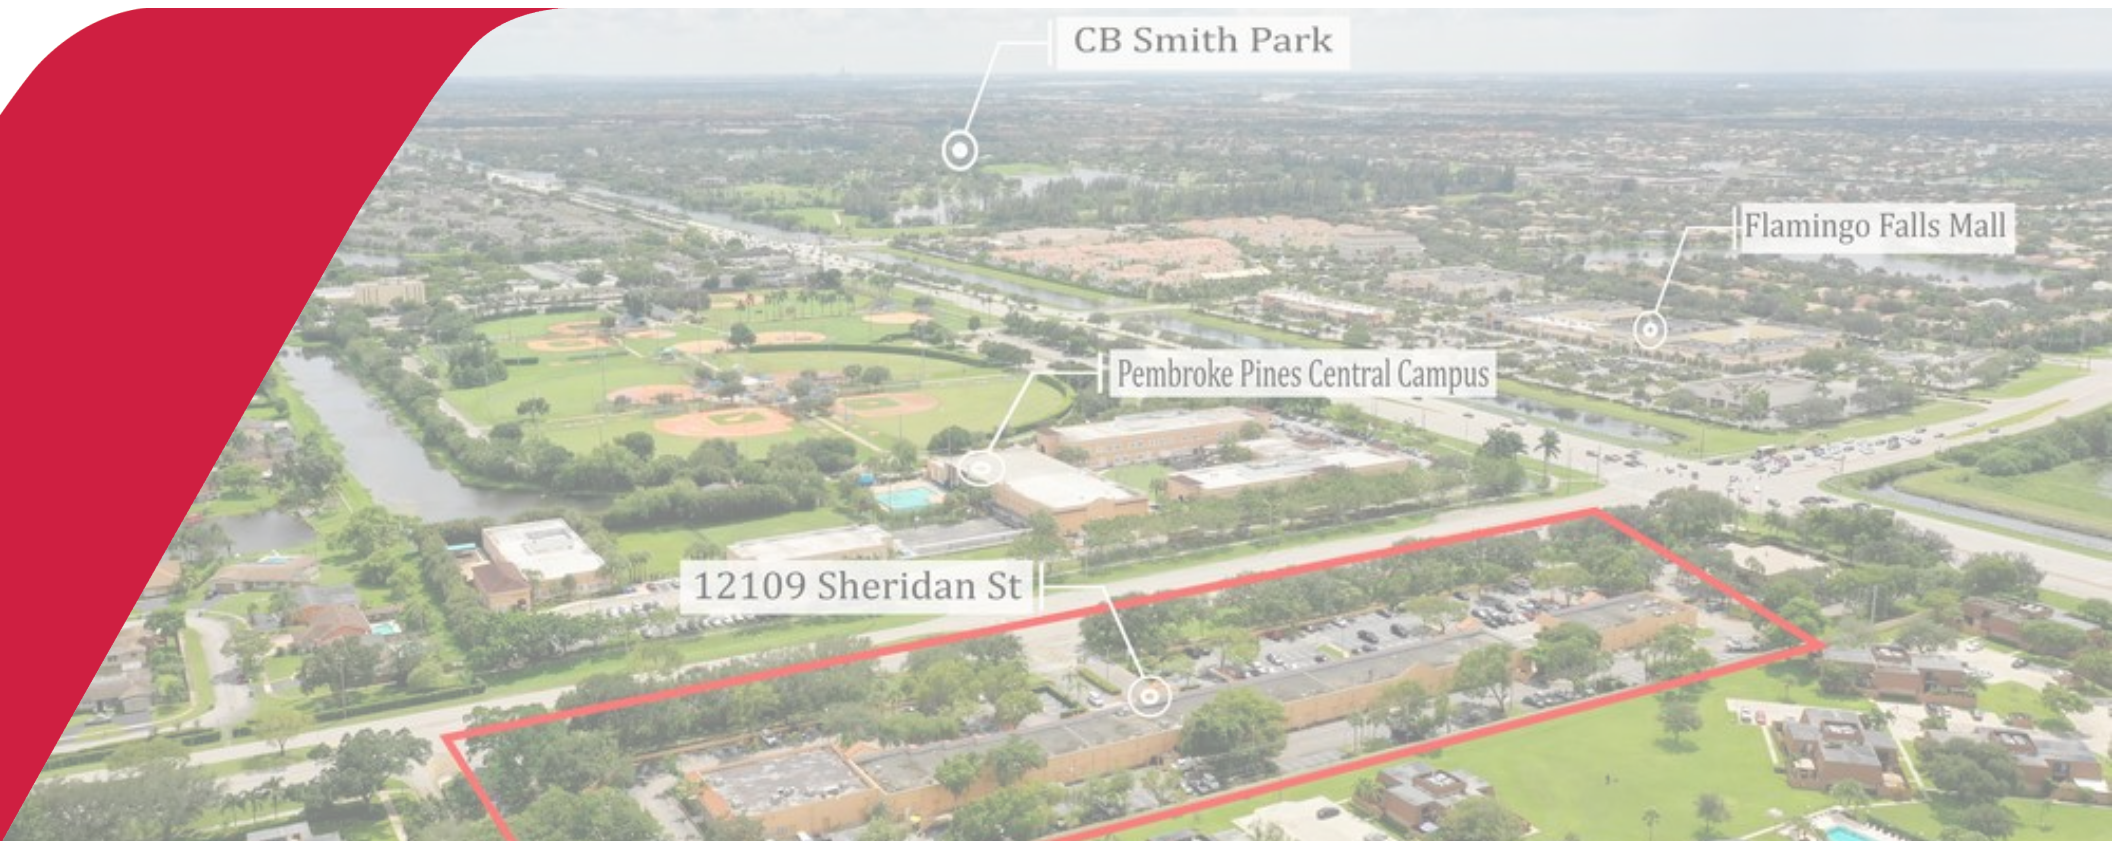 CB Smith Park
Flamingo Falls Mall
Pembroke Pines Central Campus
12109 Sheridan St